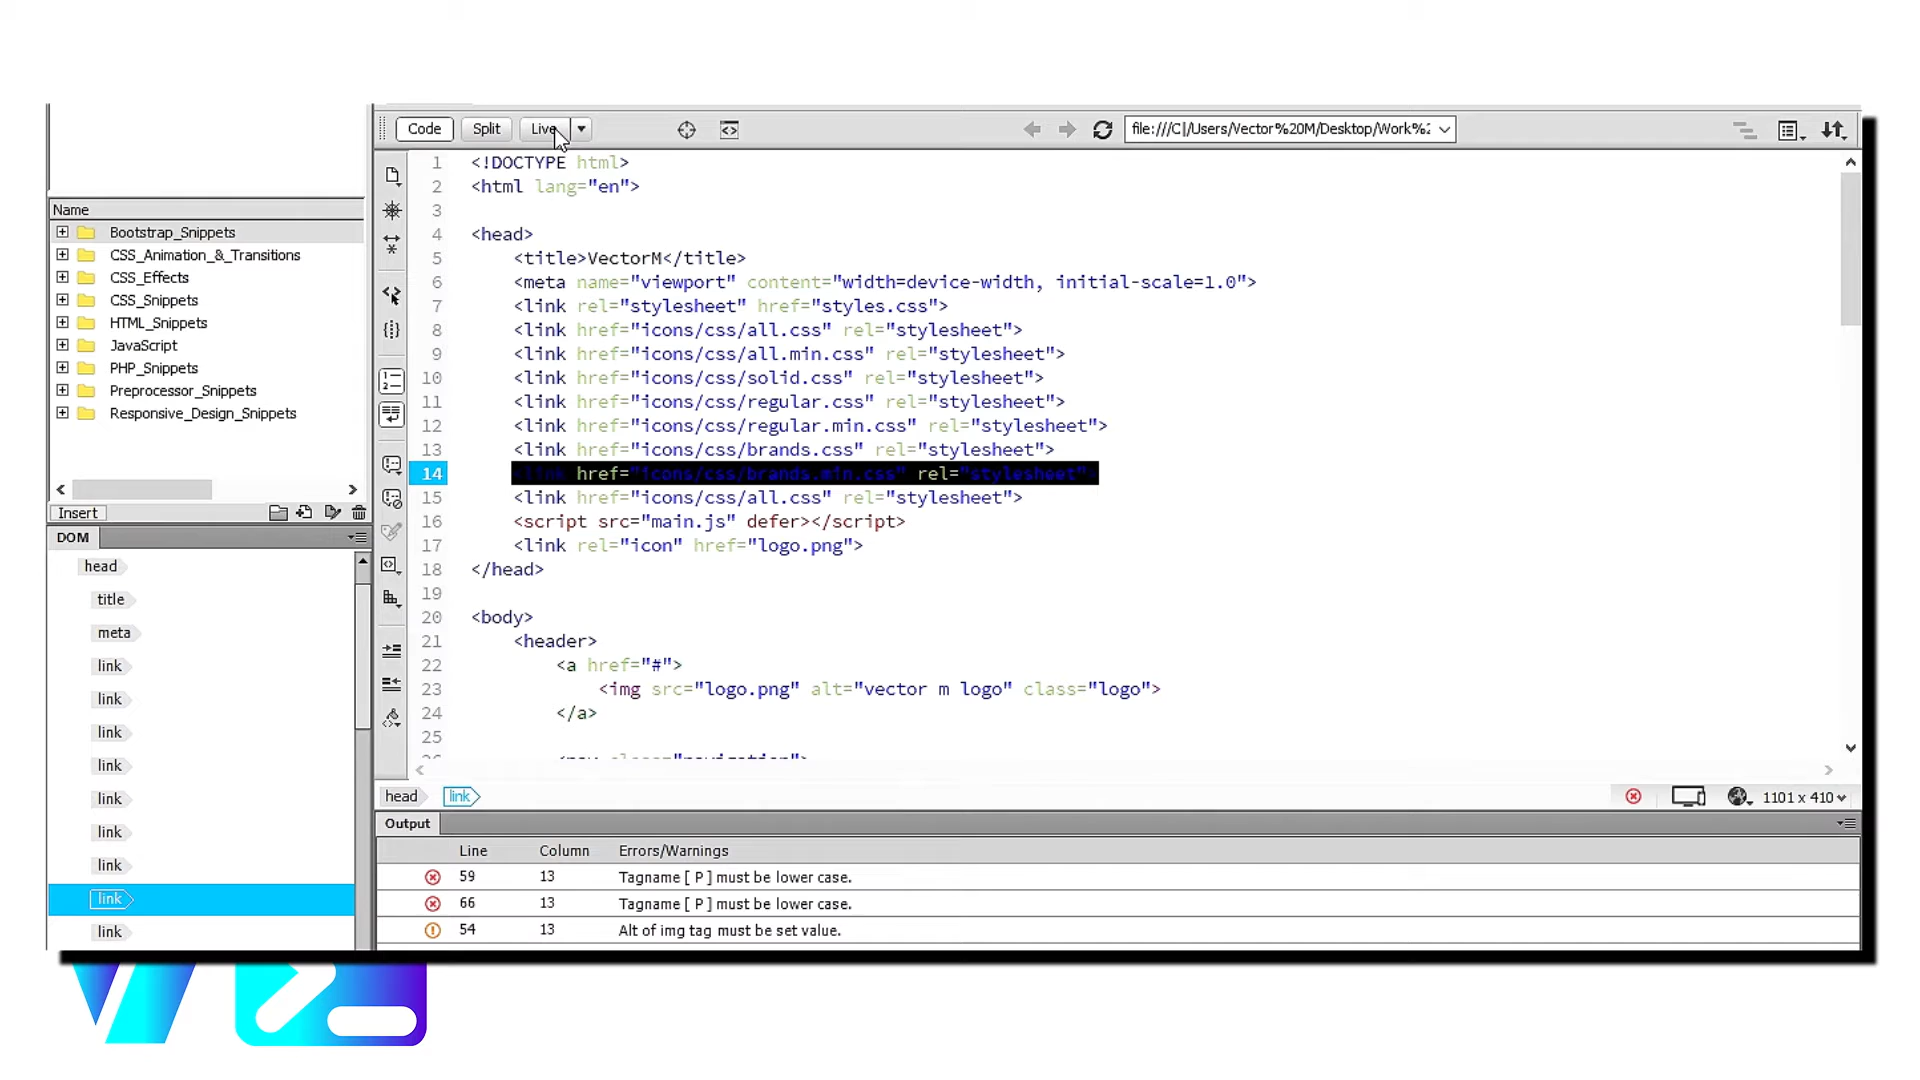 Code Split Live file:///C|/Users/Vector%20M/Desktop/Work%2
Name
Bootstrap_Snippets
CSS_Animation_&_Transitions
CSS_Effects
CSS_Snippets
HTML_Snippets
JavaScript
PHP_Snippets
Preprocessor_Snippets
Responsive_Design_Snippets
Insert
DOM
head
title
meta
link
link
link
link
link
link
link
link
link
1 <!DOCTYPE html>
2 <html lang="en">
3
4 <head>
5 <title>VectorM</title>
6 <meta name="viewport" content="width=device-width, initial-scale=1.0">
7 <link rel="stylesheet" href="styles.css">
8 <link href="icons/css/all.css" rel="stylesheet">
9 <link href="icons/css/all.min.css" rel="stylesheet">
10 <link href="icons/css/solid.css" rel="stylesheet">
11 <link href="icons/css/regular.css" rel="stylesheet">
12 <link href="icons/css/regular.min.css" rel="stylesheet">
13 <link href="icons/css/brands.css" rel="stylesheet">
14 <link href="icons/css/brands.min.css" rel="stylesheet">
15 <link href="icons/css/all.css" rel="stylesheet">
16 <script src="main.js" defer></script>
17 <link rel="icon" href="logo.png">
18 </head>
19
20 <body>
21 <header>
22 <a href="#">
23 <img src="logo.png" alt="vector m logo" class="logo">
24 </a>
25
head link 1101 x 410
Output
Line Column Errors/Warnings
59 13 Tagname [ P ] must be lower case.
66 13 Tagname [ P ] must be lower case.
54 13 Alt of img tag must be set value.